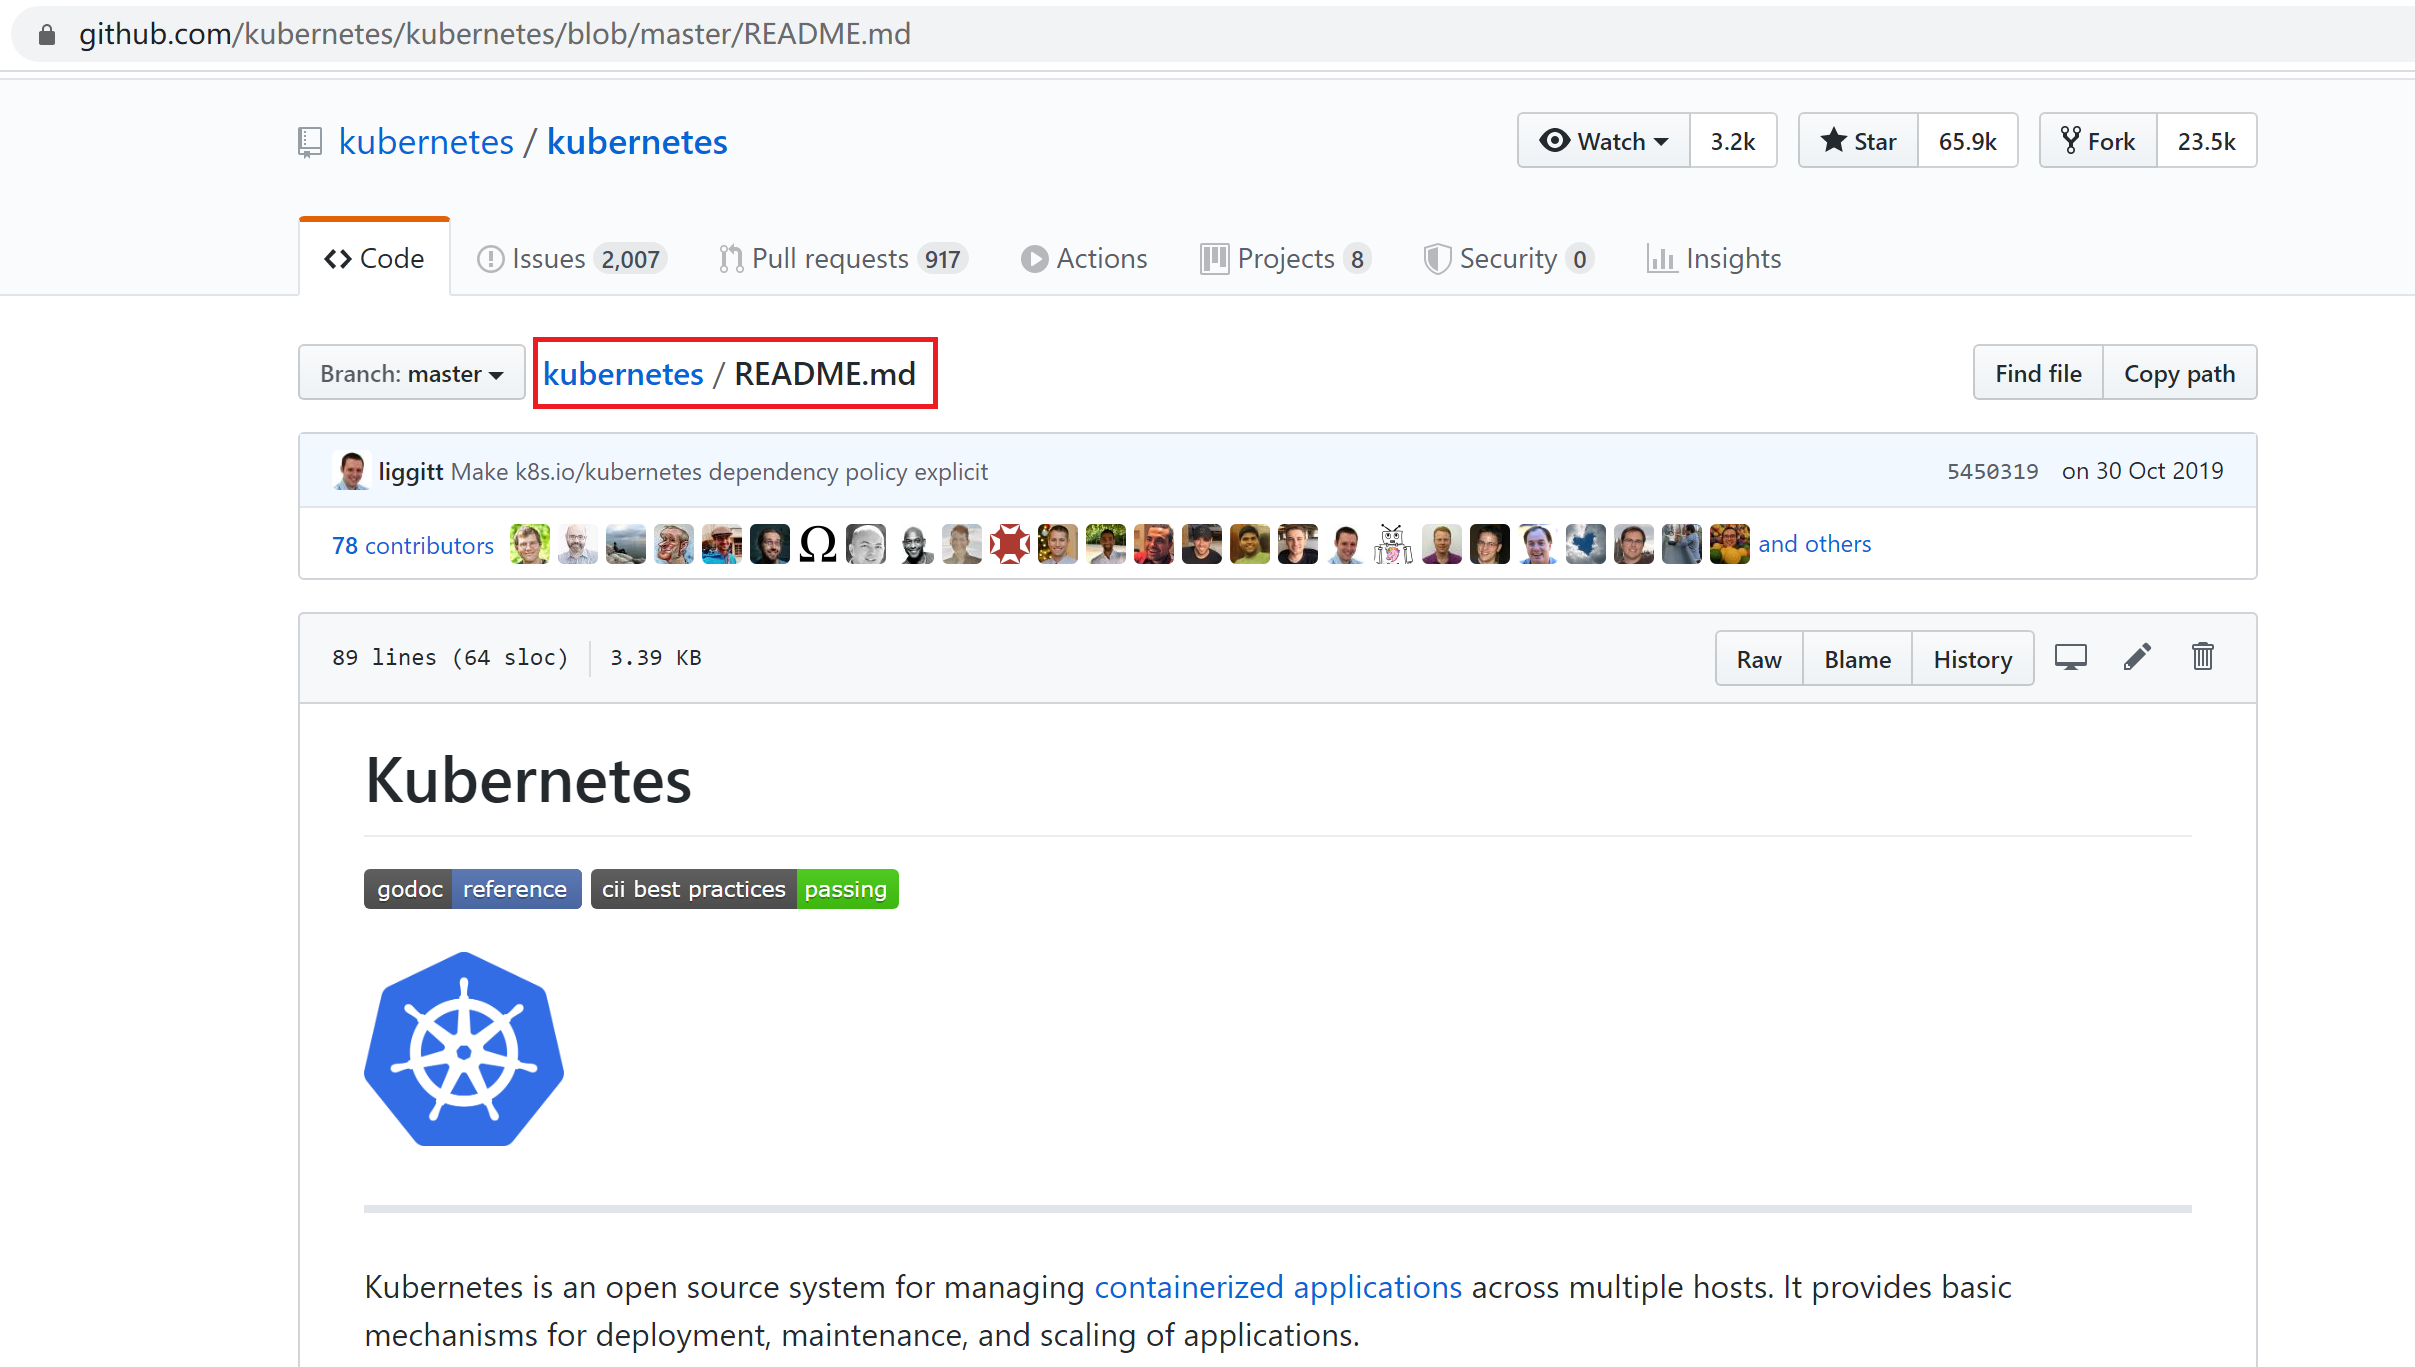 github.com/kubernetes/kubernetes/blob/master/README.md
kubernetes / kubernetes
Watch 3.2k Star 65.9k Fork 23.5k
Code Issues 2,007 Pull requests 917 Actions Projects 8 Security 0 Insights
Branch: master kubernetes / README.md Find file Copy path
liggitt Make k8s.io/kubernetes dependency policy explicit 5450319 on 30 Oct 2019
78 contributors Ω and others
89 lines (64 sloc) 3.39 KB Raw Blame History
Kubernetes
godoc reference cii best practices passing
Kubernetes is an open source system for managing containerized applications across multiple hosts. It provides basic
mechanisms for deployment, maintenance, and scaling of applications.